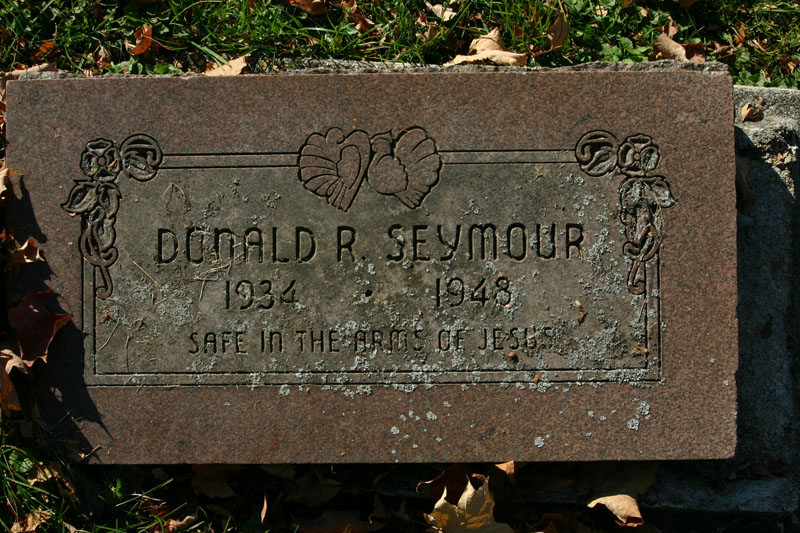 DONALD R. SEYMOUR
1934 • 1948
SAFE IN THE ARMS OF JESUS